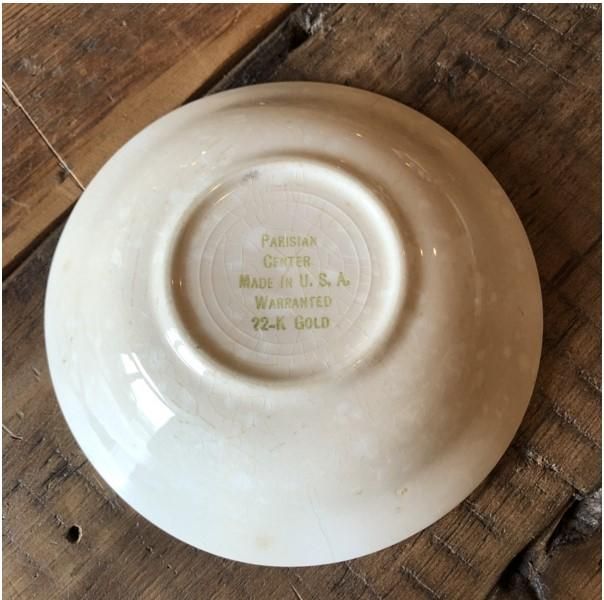 PARISIAN
CENTER
MADE IN U. S. A.
WARRANTED
22-K GOLD